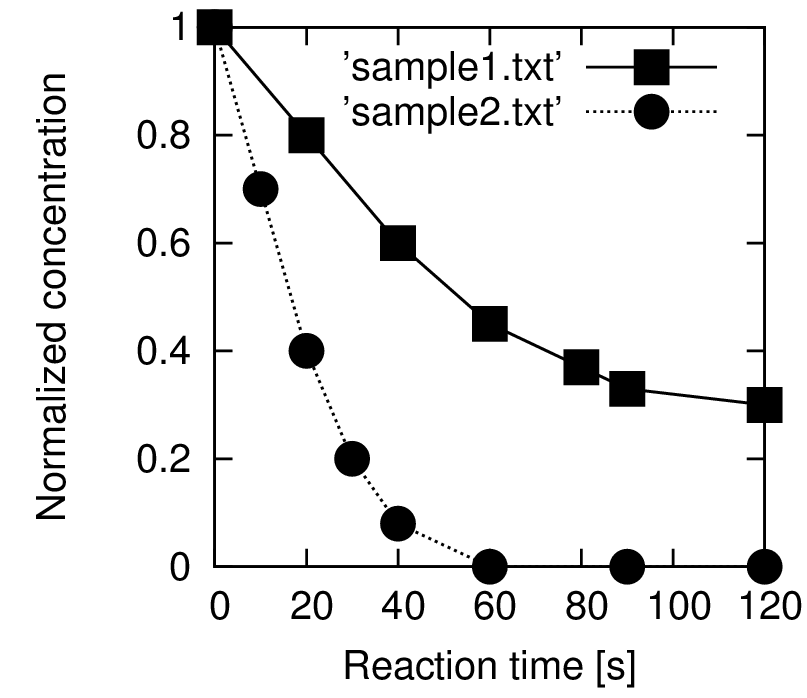 Normalized concentration
1
0.8
0.6
0.4
0.2
0
'sample1.txt'
'sample2.txt'
0 20 40 60 80 100 120
Reaction time [s]